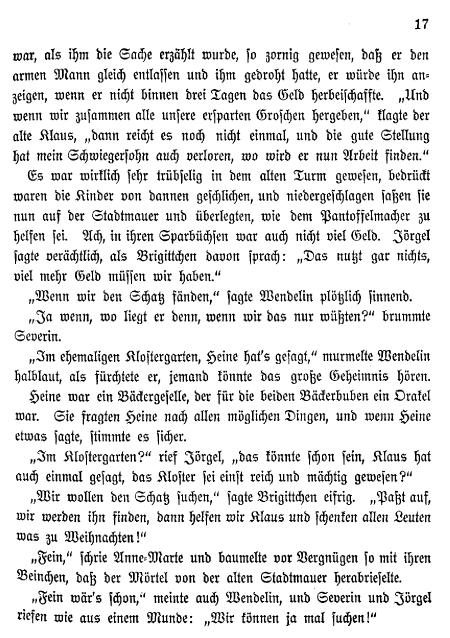 17
war, als ihm die Sache erzählt wurde, so zornig gewesen, daß er den
armen Mann gleich entlassen und ihm gedroht hatte, er würde ihn an-
zeigen, wenn er nicht binnen drei Tagen das Geld herbeischaffte. „Und
wenn wir zusammen alle unsere ersparten Groschen hergeben,“ klagte der
alte Klaus, „dann reicht es noch nicht einmal, und die gute Stellung
hat mein Schwiegersohn auch verloren, wo wird er nun Arbeit finden.“
Es war wirklich sehr trübselig in dem alten Turm gewesen, bedrückt
waren die Kinder von dannen geschlichen, und niedergeschlagen saßen sie
nun auf der Stadtmauer und überlegten, wie dem Pantoffelmacher zu
helfen sei. Ach, in ihren Sparbüchsen war auch nicht viel Geld. Jörgel
sagte verächtlich, als Brigittchen davon sprach: „Das nutzt gar nichts,
viel mehr Geld müssen wir haben.“
„Wenn wir den Schatz fänden,“ sagte Wendelin plötzlich sinnend.
„Ja wenn, wo liegt er denn, wenn wir das nur wüßten?“ brummte
Severin.
„Im ehemaligen Klostergarten, Heine hat's gesagt,“ murmelte Wendelin
halblaut, als fürchtete er, jemand könnte das große Geheimnis hören.
Heine war ein Bäckergeselle, der für die beiden Bäckerbuben ein Orakel
war. Sie fragten Heine nach allen möglichen Dingen, und wenn Heine
etwas sagte, stimmte es sicher.
„Im Klostergarten?“ rief Jörgel, „das könnte schon sein, Klaus hat
auch einmal gesagt, das Kloster sei einst reich und mächtig gewesen?“
„Wir wollen den Schatz suchen,“ sagte Brigittchen eifrig. „Paßt auf,
wir werden ihn finden, dann helfen wir Klaus und schenken allen Leuten
was zu Weihnachten!“
„Fein,“ schrie Anne-Marte und baumelte vor Vergnügen so mit ihren
Beinchen, daß der Mörtel von der alten Stadtmauer herabrieselte.
„Fein wär's schon,“ meinte auch Wendelin, und Severin und Jörgel
riefen wie aus einem Munde: „Wir können ja mal suchen!“